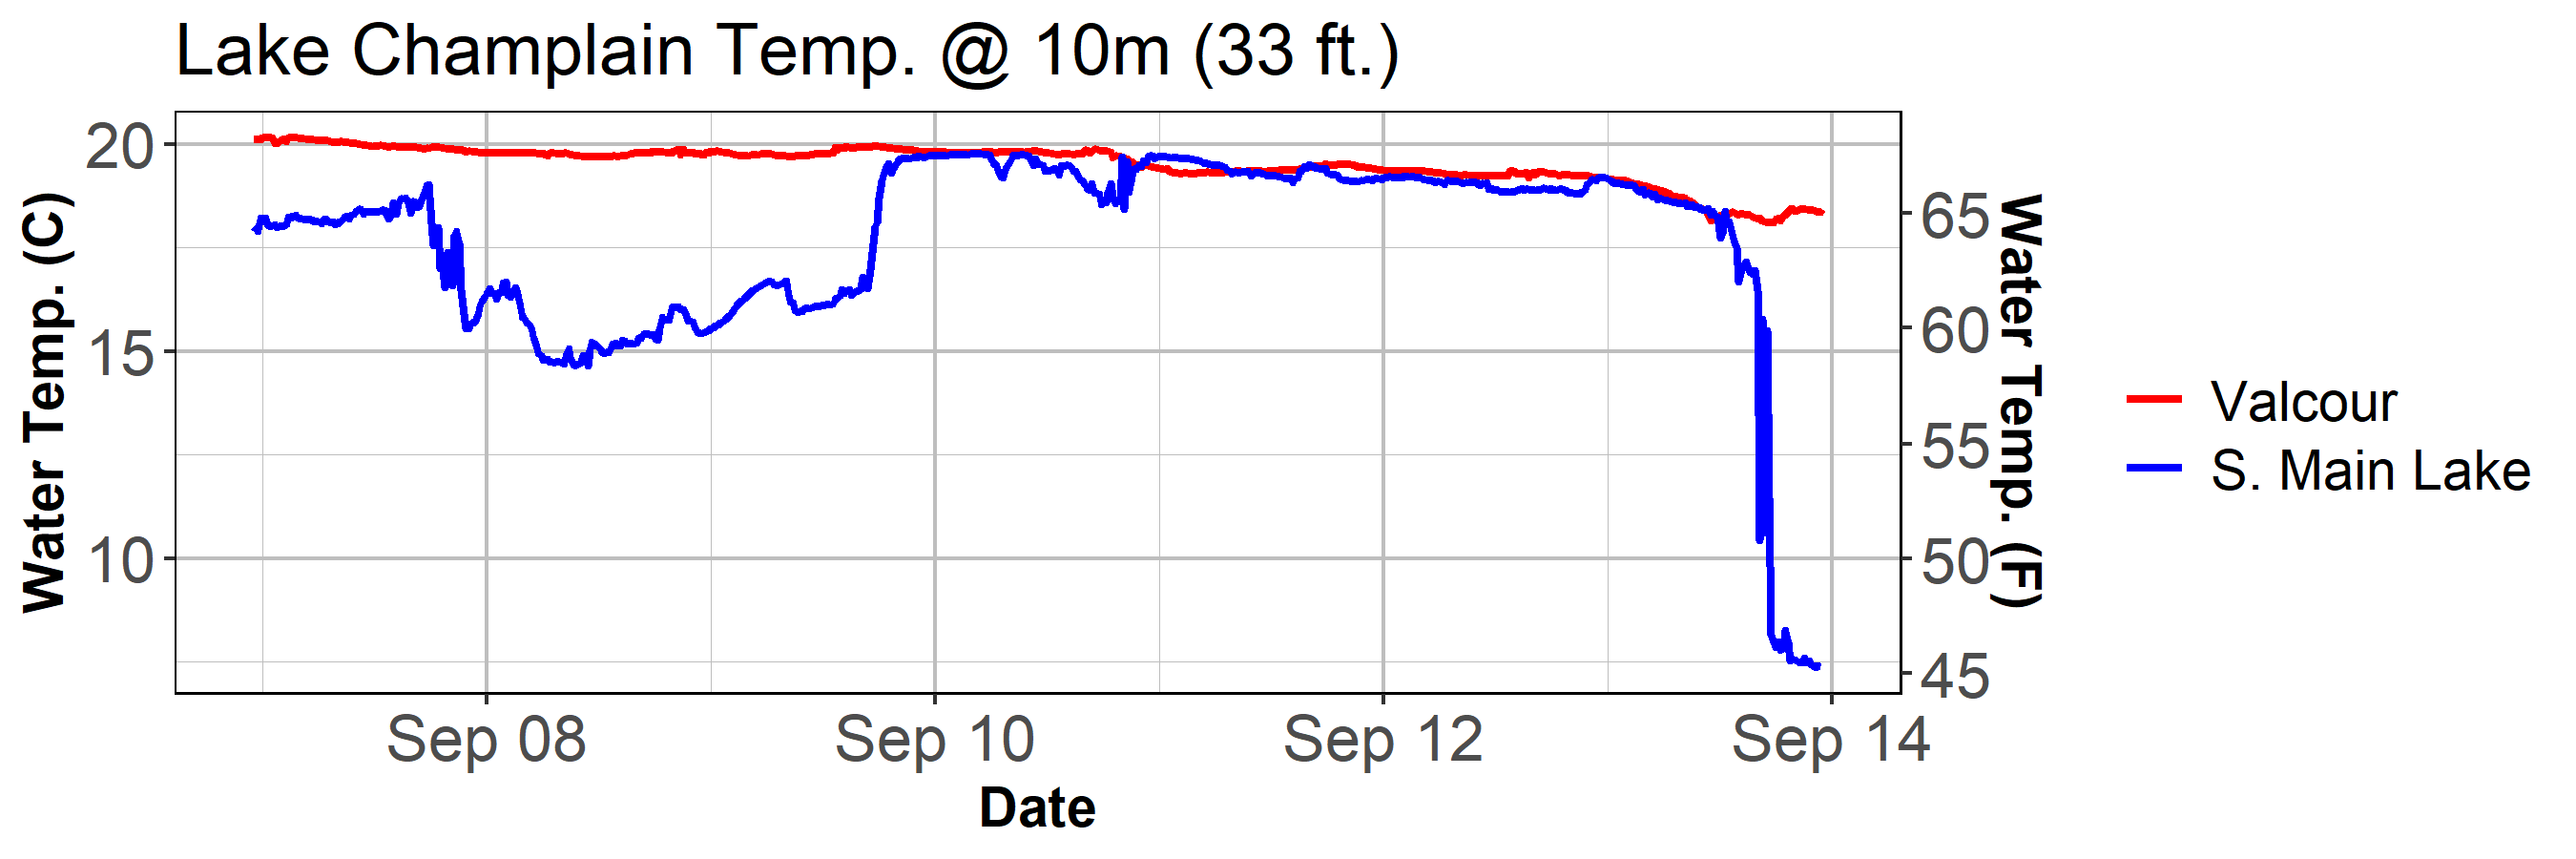 Lake Champlain Temp. @ 10m (33 ft.)
Water Temp. (C)
20
15
10
65
60
55
50
45
Water Temp. (F)
Sep 08
Sep 10
Sep 12
Sep 14
Date
Valcour
S. Main Lake